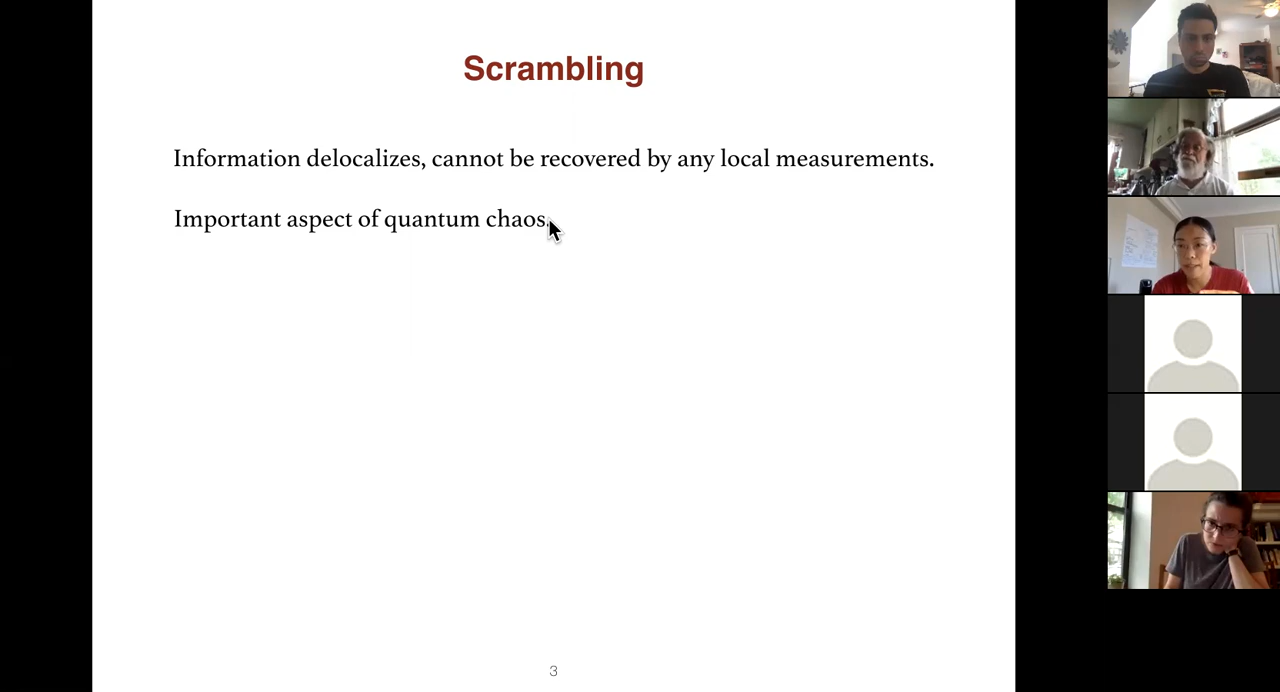 Scrambling
Information delocalizes, cannot be recovered by any local measurements.
Important aspect of quantum chaos.
3